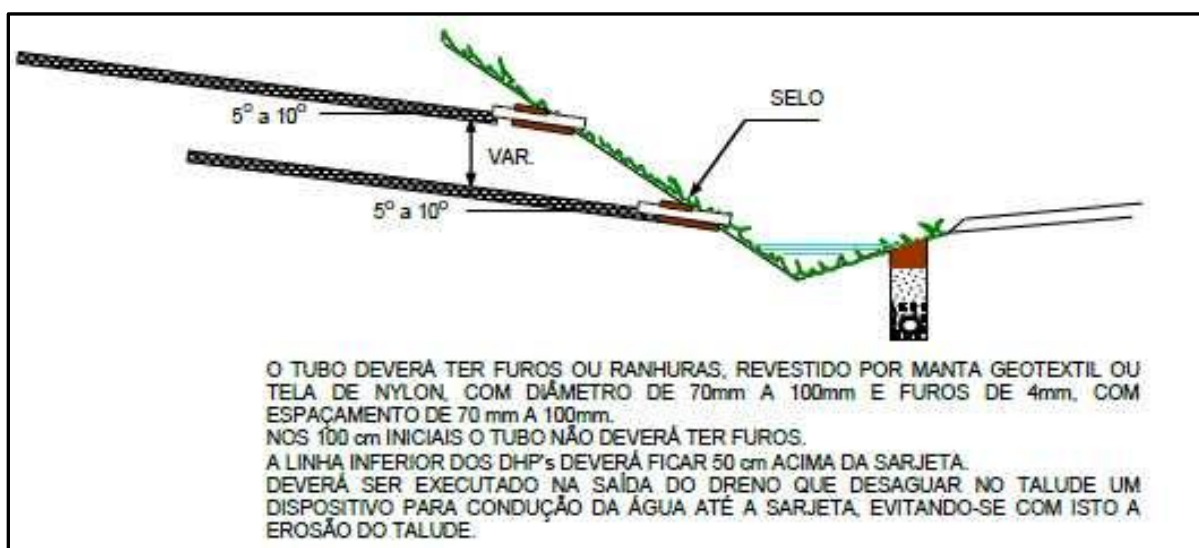 SELO
5° a 10°
VAR.
5° a 10°
O TUBO DEVERÁ TER FUROS OU RANHURAS, REVESTIDO POR MANTA GEOTEXTIL OU
TELA DE NYLON, COM DIÂMETRO DE 70mm A 100mm E FUROS DE 4mm, COM
ESPAÇAMENTO DE 70 mm A 100mm.
NOS 100 cm INICIAIS O TUBO NÃO DEVERÁ TER FUROS.
A LINHA INFERIOR DOS DHP's DEVERÁ FICAR 50 cm ACIMA DA SARJETA.
DEVERÁ SER EXECUTADO NA SAÍDA DO DRENO QUE DESAGUAR NO TALUDE UM
DISPOSITIVO PARA CONDUÇÃO DA ÁGUA ATÉ A SARJETA, EVITANDO-SE COM ISTO A
EROSÃO DO TALUDE.